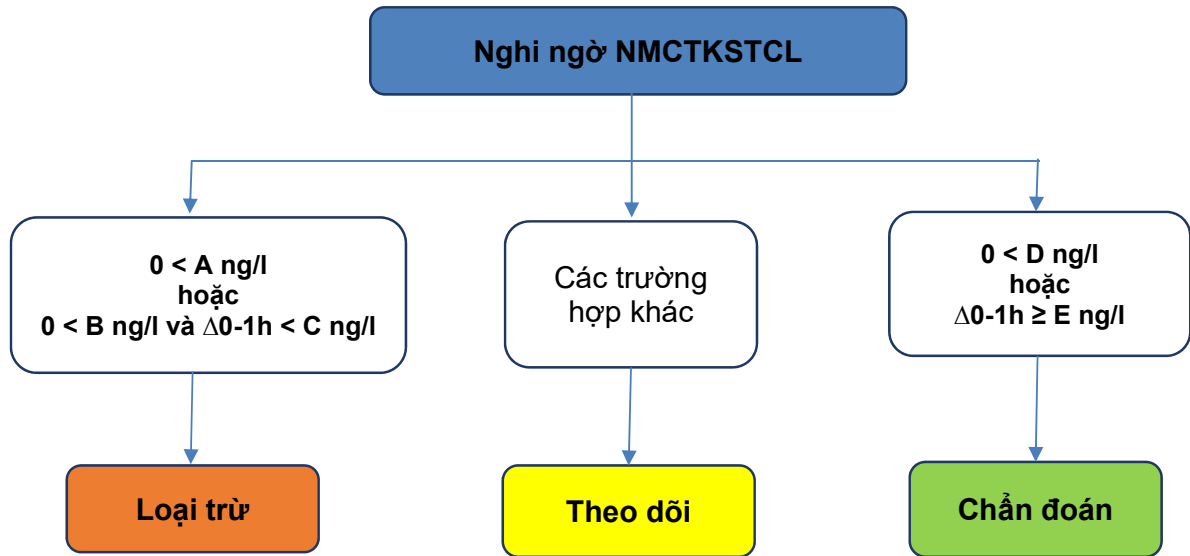 Nghi ngờ NMCTKSTCL
0 < A ng/l
hoặc
0 < B ng/l và ∆0-1h < C ng/l
Các trường
hợp khác
0 < D ng/l
hoặc
∆0-1h ≥ E ng/l
Loại trừ
Theo dõi
Chẩn đoán